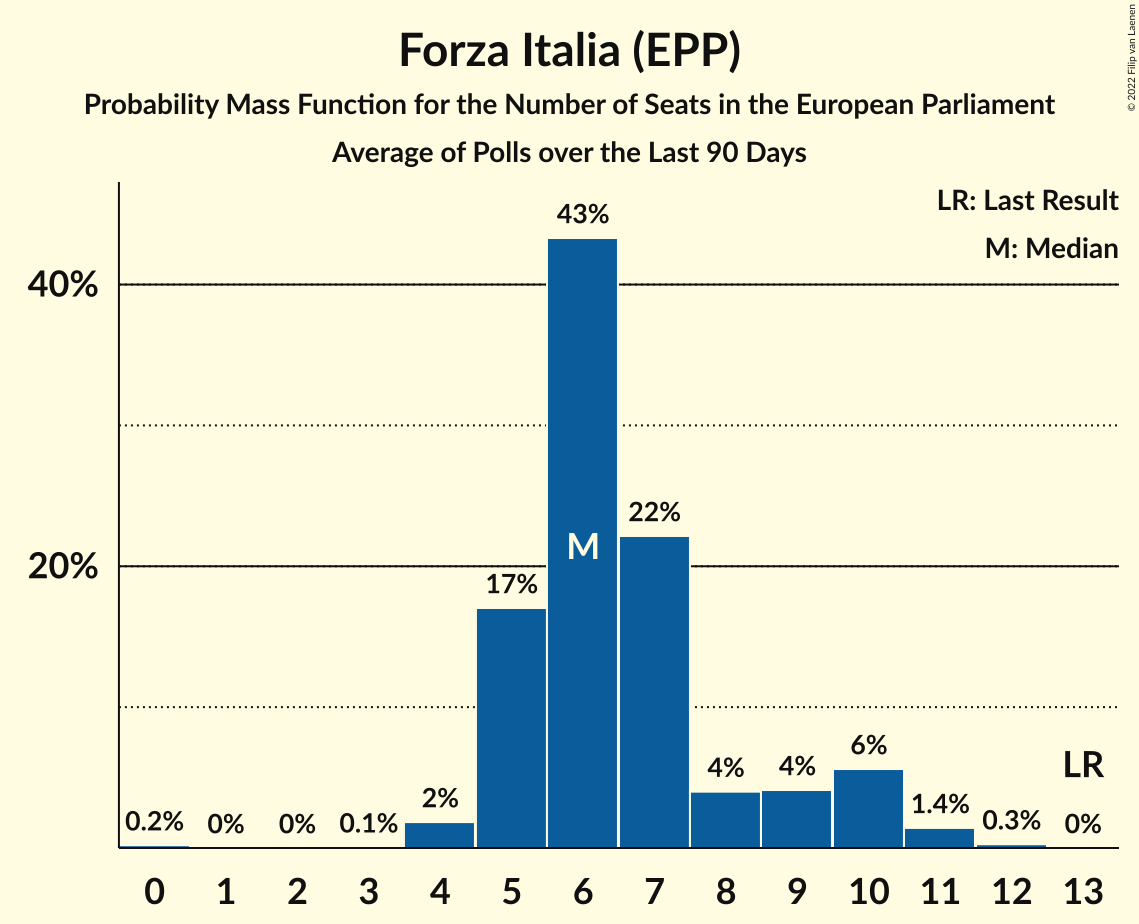 Forza Italia (EPP)
Probability Mass Function for the Number of Seats in the European Parliament
Average of Polls over the Last 90 Days
© 2022 Filip van Laenen
LR: Last Result
M: Median
43%
40%
22%
M
20%
17%
6%
4%
4%
LR
2%
1.4%
0.2%
0%
0%
0.1%
0.3%
0%
0 1 2 3 4 5 6 7 8 9 10 11 12 13